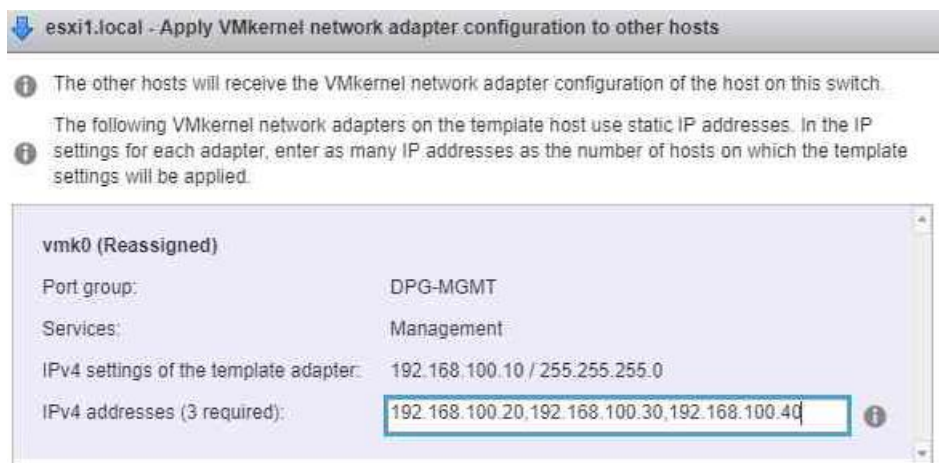 esxi1.local - Apply VMkernel network adapter configuration to other hosts
The other hosts will receive the VMkernel network adapter configuration of the host on this switch.
The following VMkernel network adapters on the template host use static IP addresses. In the IP
settings for each adapter, enter as many IP addresses as the number of hosts on which the template
settings will be applied.
vmk0 (Reassigned)
Port group: DPG-MGMT
Services: Management
IPv4 settings of the template adapter: 192.168.100.10 / 255.255.255.0
IPv4 addresses (3 required): 192.168.100.20,192.168.100.30,192.168.100.40